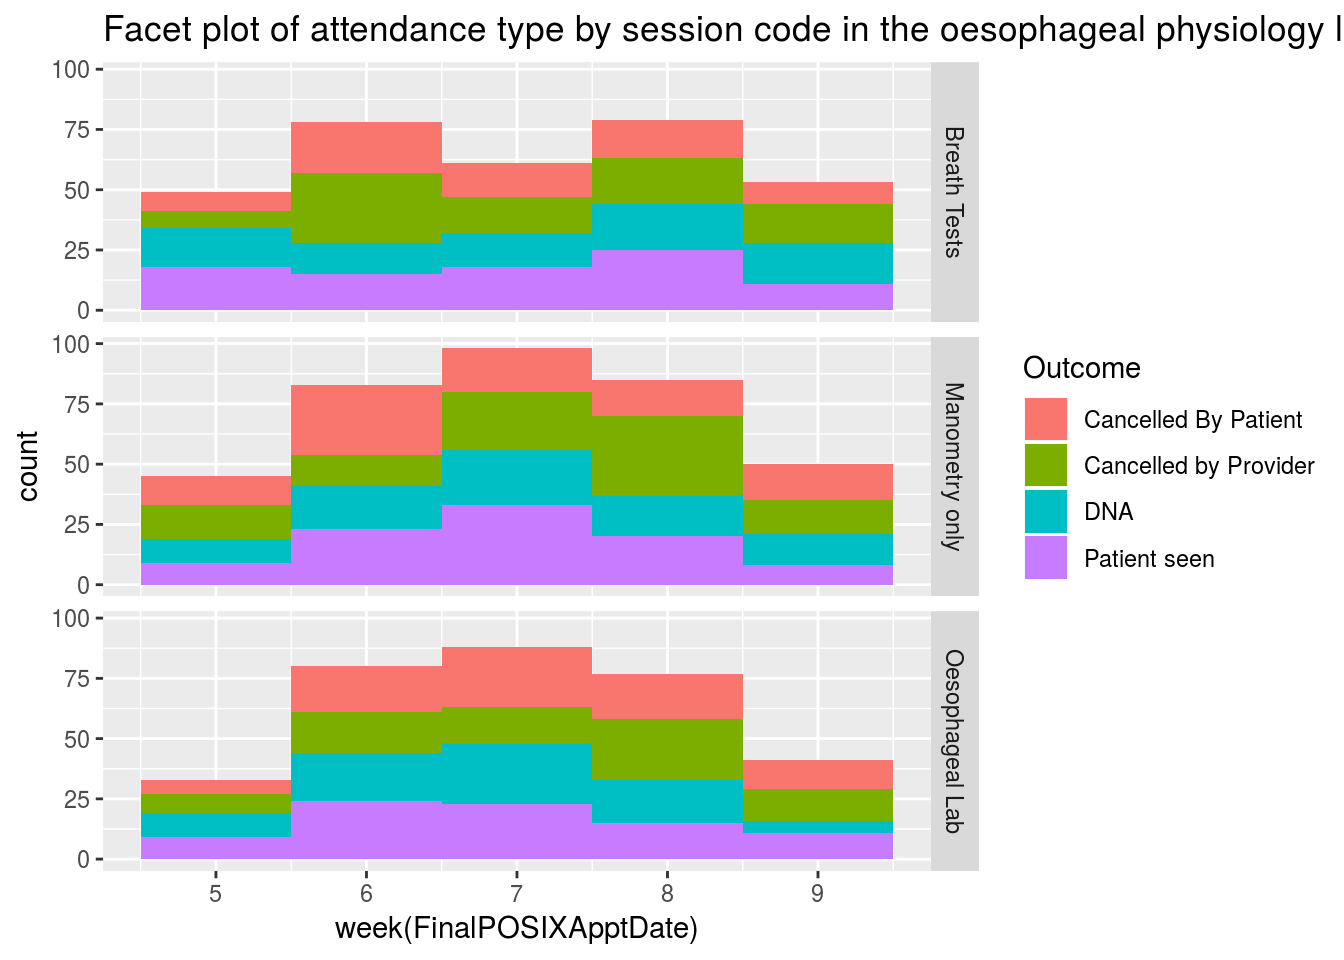 Facet plot of attendance type by session code in the oesophageal physiology
100
75
50
25
0
Breath Tests
100
75
50
25
0
Manometry only
100
75
50
25
0
Oesophageal Lab
count
5 6 7 8 9
week(FinalPOSIXApptDate)
Outcome
Cancelled By Patient
Cancelled by Provider
DNA
Patient seen